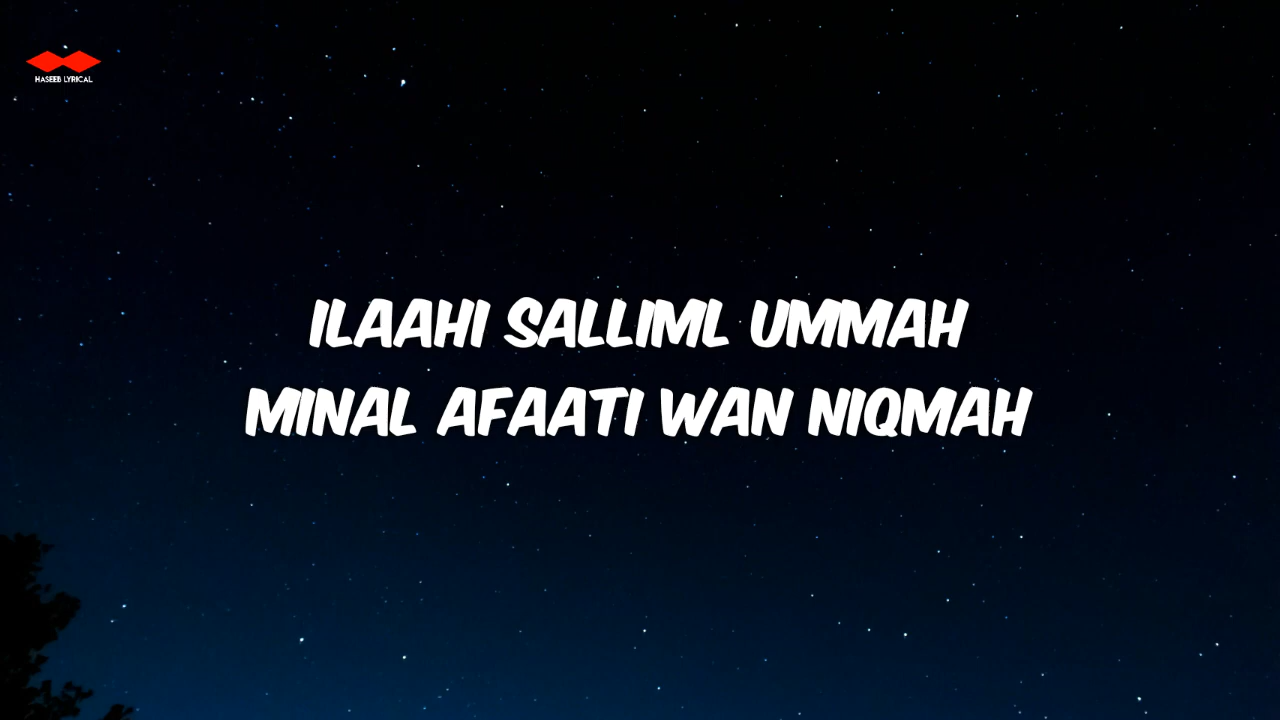 HASEEB LYRICAL
ILAAHI SALLIML UMMAH
MINAL AFAATI WAN NIQMAH